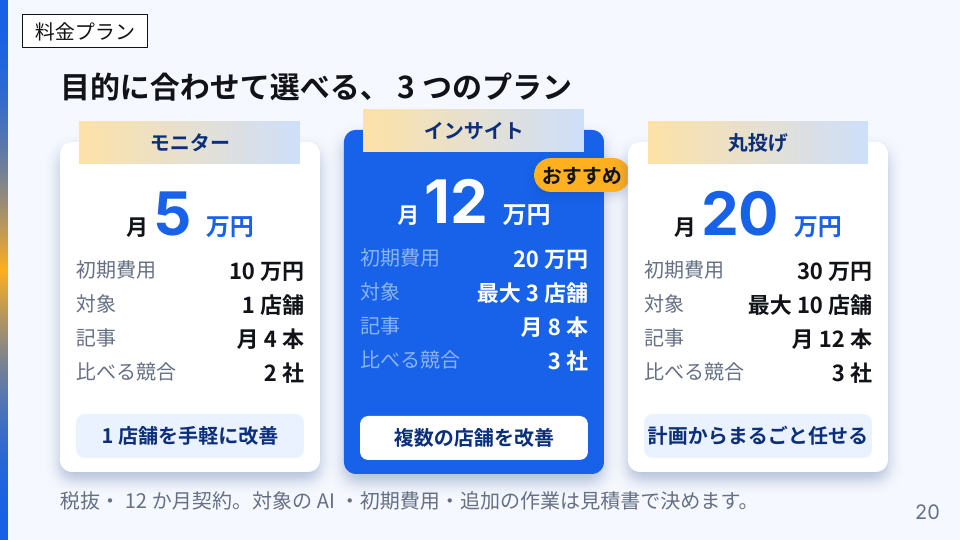 料金プラン
目的に合わせて選べる、 3 つのプラン
モニター
月 5 万円
初期費用 10 万円
対象 1 店舗
記事 月 4 本
比べる競合 2 社
1 店舗を手軽に改善
インサイト
おすすめ
月 12 万円
初期費用 20 万円
対象 最大 3 店舗
記事 月 8 本
比べる競合 3 社
複数の店舗を改善
丸投げ
月 20 万円
初期費用 30 万円
対象 最大 10 店舗
記事 月 12 本
比べる競合 3 社
計画からまるごと任せる
税抜・ 12 か月契約。対象の AI ・初期費用・追加の作業は見積書で決めます。
20